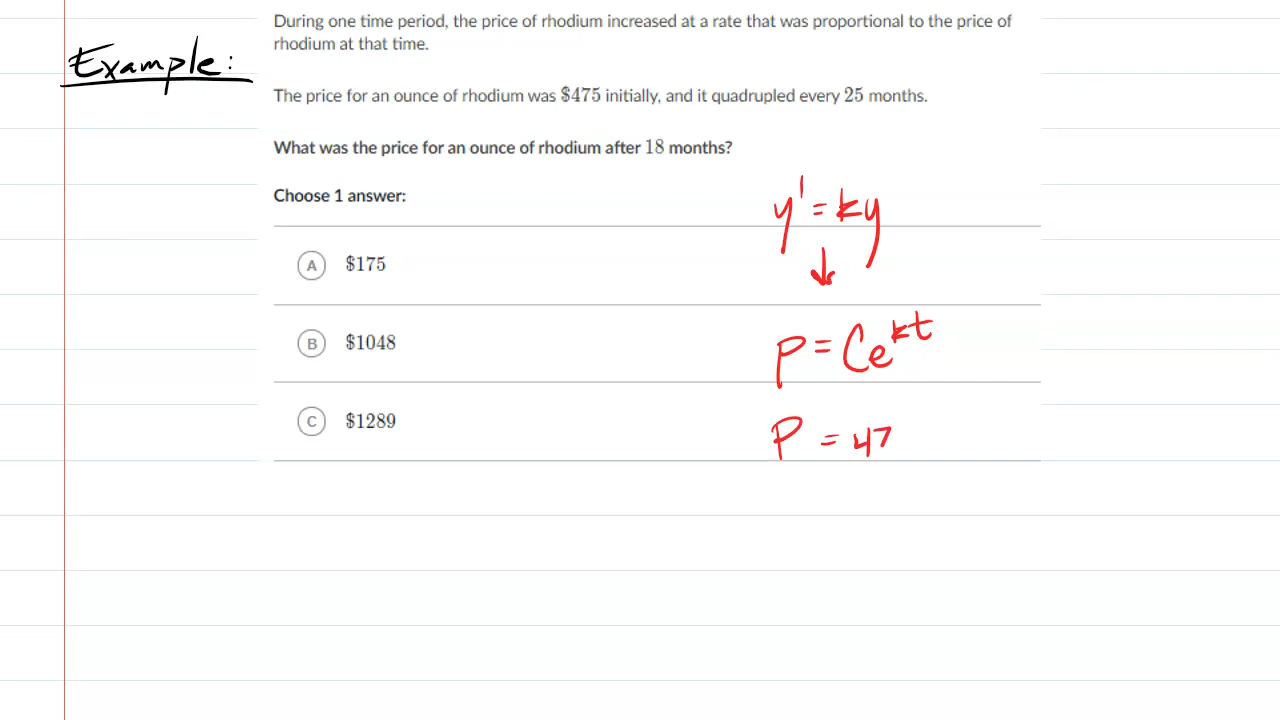 During one time period, the price of rhodium increased at a rate that was proportional to the price of
rhodium at that time.
Example:
The price for an ounce of rhodium was $475 initially, and it quadrupled every 25 months.
What was the price for an ounce of rhodium after 18 months?
Choose 1 answer:
y' = ky
↓
A $175
B $1048
P = Ce^kt
C $1289
P = 47